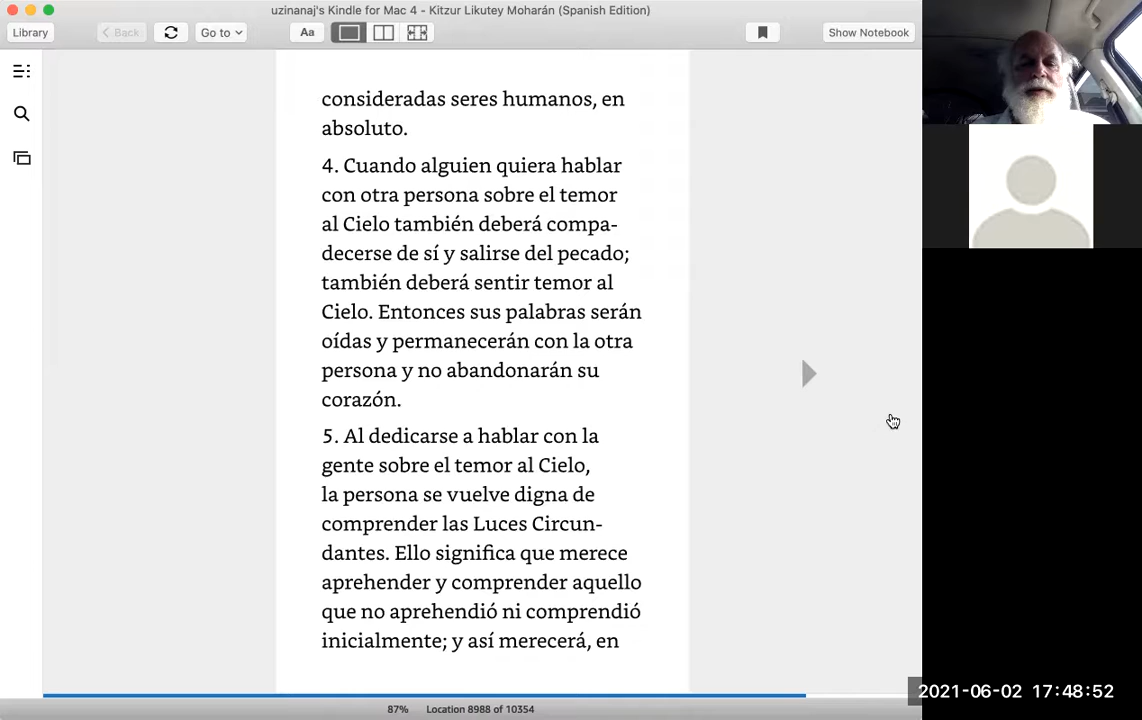 uzinanaj's Kindle for Mac 4 - Kitzur Likutey Moharán (Spanish Edition)
Library
Back
Go to
Aa
Show Notebook
consideradas seres humanos, en
absoluto.
4. Cuando alguien quiera hablar
con otra persona sobre el temor
al Cielo también deberá compa-
decerse de sí y salirse del pecado;
también deberá sentir temor al
Cielo. Entonces sus palabras serán
oídas y permanecerán con la otra
persona y no abandonarán su
corazón.
5. Al dedicarse a hablar con la
gente sobre el temor al Cielo,
la persona se vuelve digna de
comprender las Luces Circun-
dantes. Ello significa que merece
aprehender y comprender aquello
que no aprehendió ni comprendió
inicialmente; y así merecerá, en
87%
Location 8988 of 10354
2021-06-02 17:48:52